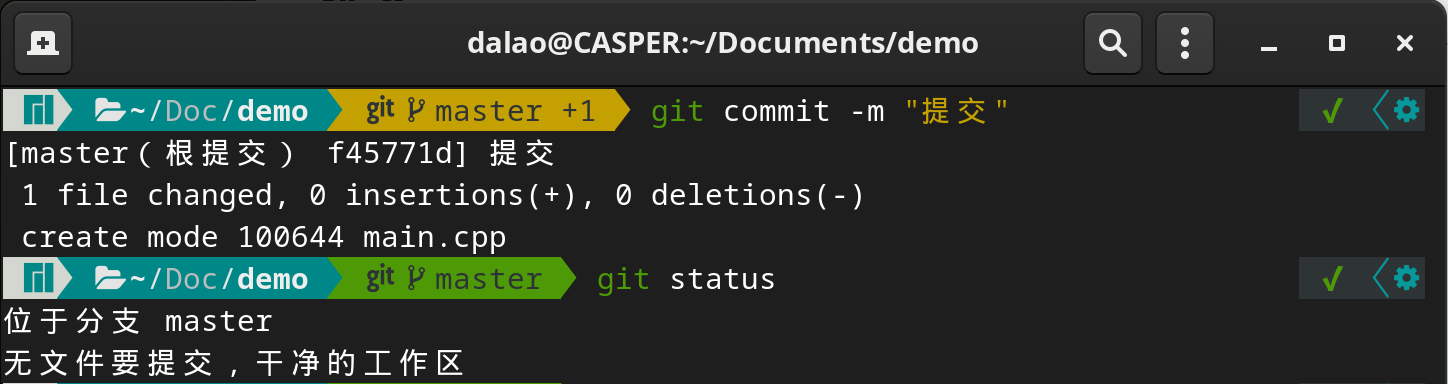 dalao@CASPER:~/Documents/demo
~/Doc/demo git master +1 git commit -m "提交"
[master（根提交） f45771d] 提交
1 file changed, 0 insertions(+), 0 deletions(-)
create mode 100644 main.cpp
~/Doc/demo git master git status
位于分支 master
无文件要提交，干净的工作区